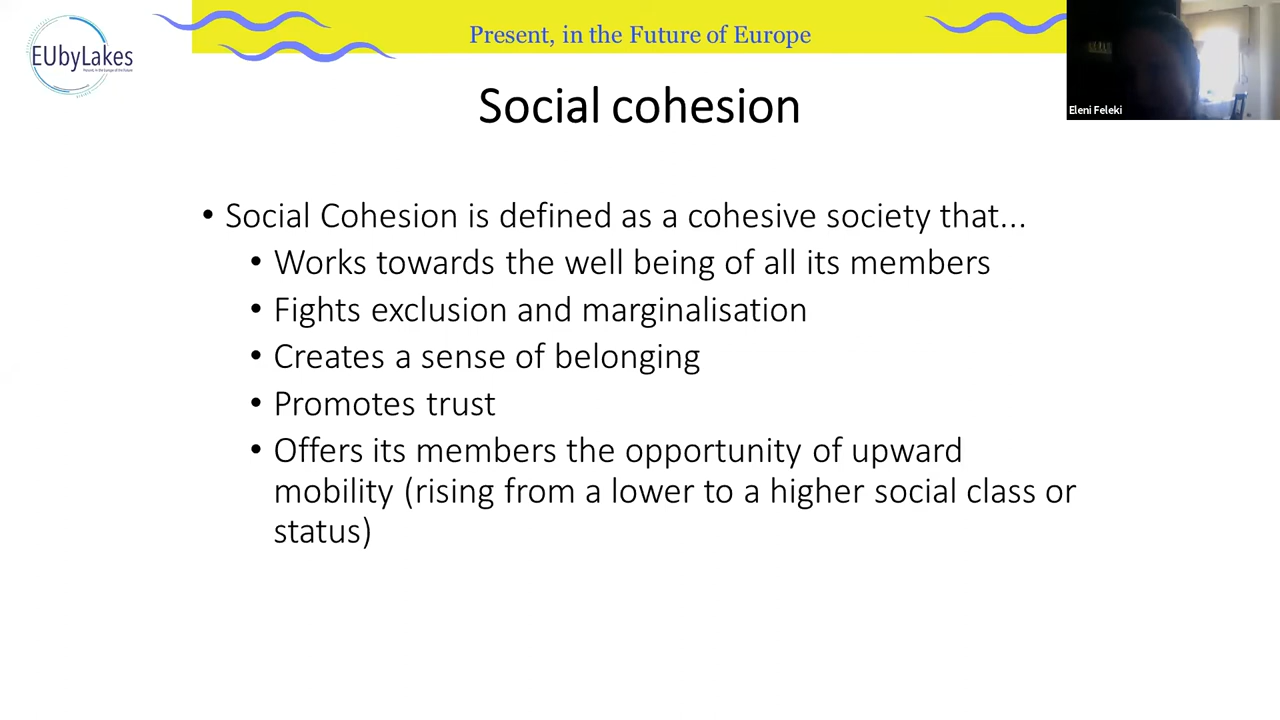 EUbyLakes
Present, in the Future of Europe
Eleni Feleki
Social cohesion
• Social Cohesion is defined as a cohesive society that...
• Works towards the well being of all its members
• Fights exclusion and marginalisation
• Creates a sense of belonging
• Promotes trust
• Offers its members the opportunity of upward
mobility (rising from a lower to a higher social class or
status)